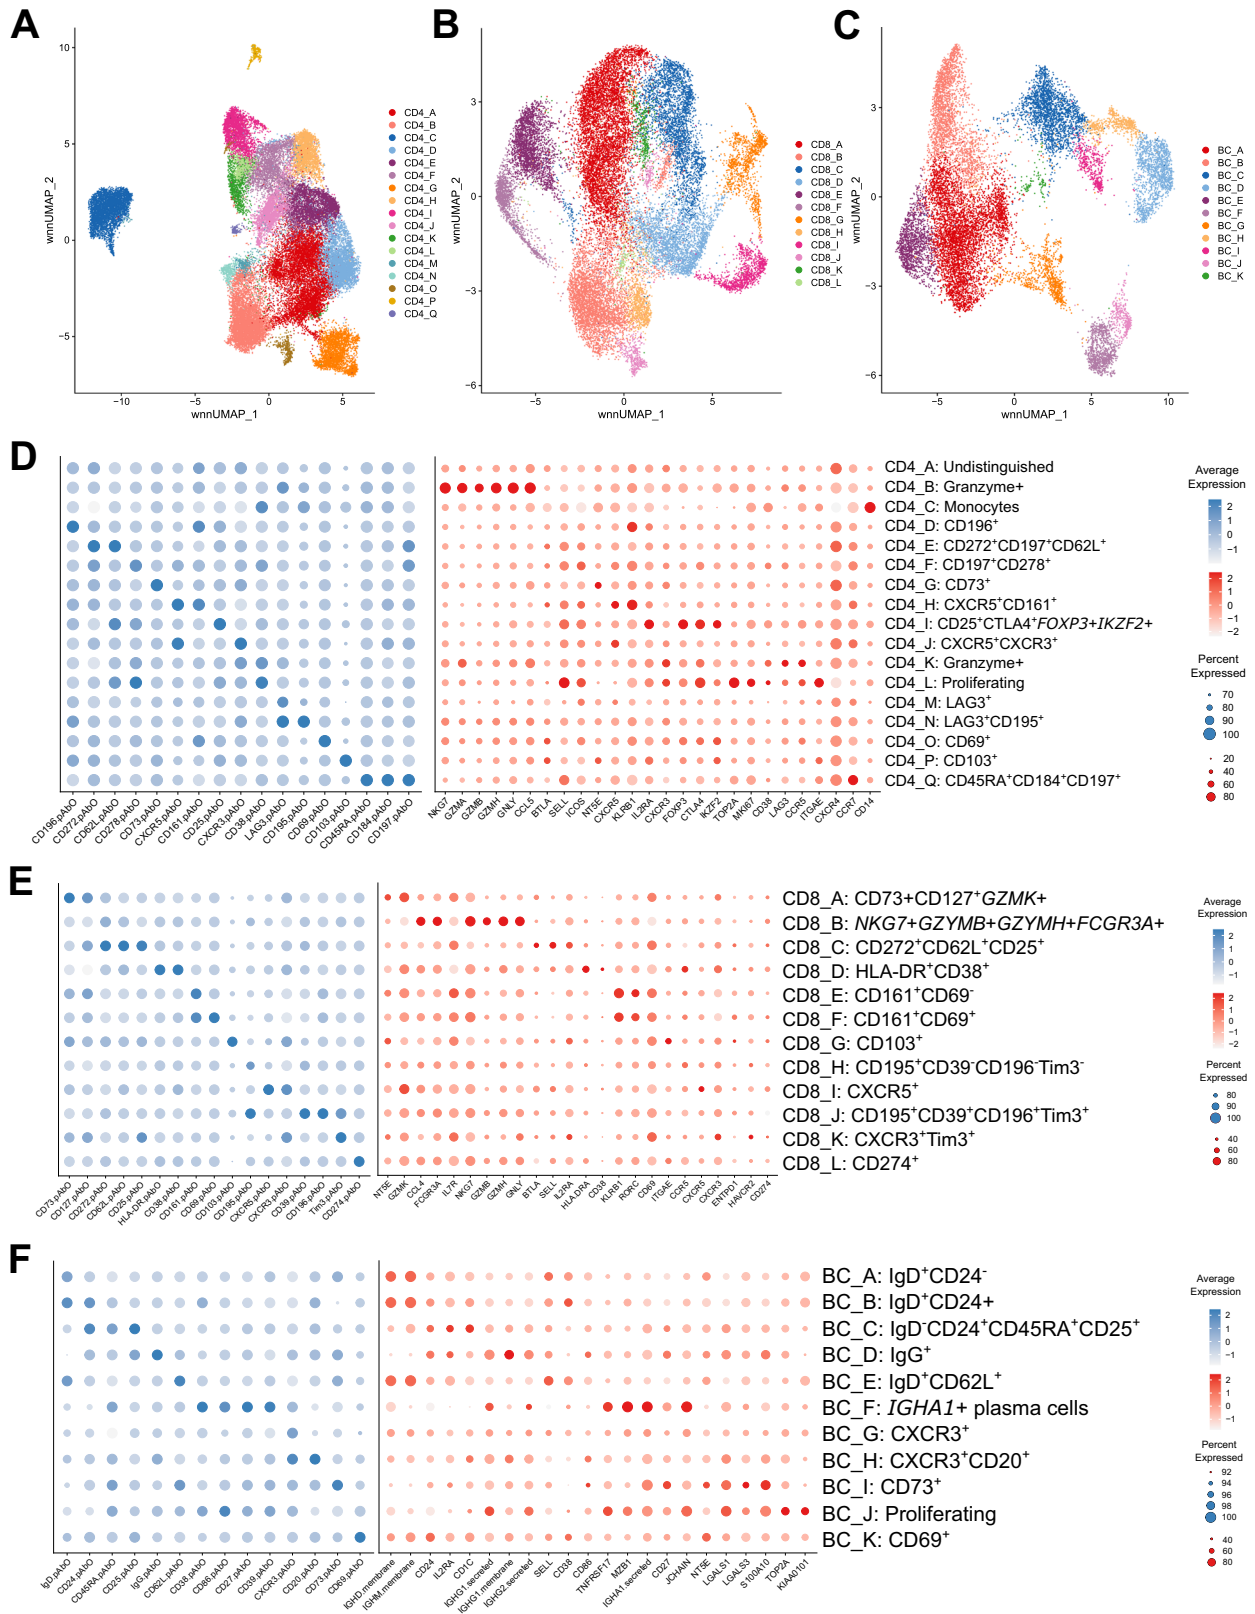 A
B
C
10
5
0
−5
wnnUMAP_2
−10
−5
0
5
wnnUMAP_1
CD4_A
CD4_B
CD4_C
CD4_D
CD4_E
CD4_F
CD4_G
CD4_H
CD4_I
CD4_J
CD4_K
CD4_L
CD4_M
CD4_N
CD4_O
CD4_P
CD4_Q
3
0
−3
−6
wnnUMAP_2
−5
0
5
wnnUMAP_1
CD8_A
CD8_B
CD8_C
CD8_D
CD8_E
CD8_F
CD8_G
CD8_H
CD8_I
CD8_J
CD8_K
CD8_L
3
0
−3
−6
wnnUMAP_2
−5
0
5
10
wnnUMAP_1
BC_A
BC_B
BC_C
BC_D
BC_E
BC_F
BC_G
BC_H
BC_I
BC_J
BC_K
D
CD4_A: Undistinguished
CD4_B: Granzyme+
CD4_C: Monocytes
CD4_D: CD196⁺
CD4_E: CD272⁺CD197⁺CD62L⁺
CD4_F: CD197⁺CD278⁺
CD4_G: CD73⁺
CD4_H: CXCR5⁺CD161⁺
CD4_I: CD25⁺CTLA4⁺FOXP3+IKZF2+
CD4_J: CXCR5⁺CXCR3⁺
CD4_K: Granzyme+
CD4_L: Proliferating
CD4_M: LAG3⁺
CD4_N: LAG3⁺CD195⁺
CD4_O: CD69⁺
CD4_P: CD103⁺
CD4_Q: CD45RA⁺CD184⁺CD197⁺
CD196.pAbO
CD272.pAbO
CD62L.pAbO
CD278.pAbO
CD73.pAbO
CXCR5.pAbO
CD161.pAbO
CD25.pAbO
CXCR3.pAbO
CD38.pAbO
LAG3.pAbO
CD195.pAbO
CD69.pAbO
CD103.pAbO
CD45RA.pAbO
CD184.pAbO
CD197.pAbO
NKG7
GZMA
GZMB
GZMH
GNLY
CCL5
BTLA
SELL
ICOS
NT5E
CXCR5
KLRB1
IL2RA
CXCR3
FOXP3
CTLA4
IKZF2
TOP2A
MKI67
CD38
LAG3
CCR5
ITGAE
CXCR4
CCR7
CD14
Average
Expression
2
1
0
−1
2
1
0
−1
−2
Percent
Expressed
70
80
90
100
20
40
60
80
E
CD8_A: CD73+CD127⁺GZMK+
CD8_B: NKG7+GZYMB+GZYMH+FCGR3A+
CD8_C: CD272⁺CD62L⁺CD25⁺
CD8_D: HLA-DR⁺CD38⁺
CD8_E: CD161⁺CD69⁻
CD8_F: CD161⁺CD69⁺
CD8_G: CD103⁺
CD8_H: CD195⁺CD39⁻CD196⁻Tim3⁻
CD8_I: CXCR5⁺
CD8_J: CD195⁺CD39⁺CD196⁺Tim3⁺
CD8_K: CXCR3⁺Tim3⁺
CD8_L: CD274⁺
CD73.pAbO
CD127.pAbO
CD272.pAbO
CD62L.pAbO
CD25.pAbO
HLA-DR.pAbO
CD38.pAbO
CD161.pAbO
CD69.pAbO
CD103.pAbO
CD195.pAbO
CXCR5.pAbO
CXCR3.pAbO
CD39.pAbO
CD196.pAbO
Tim3.pAbO
CD274.pAbO
NT5E
GZMK
CCL4
FCGR3A
IL7R
NKG7
GZMB
GZMH
GNLY
BTLA
SELL
IL2RA
HLA.DRA
CD38
KLRB1
RORC
CD69
ITGAE
CCR5
CXCR5
CXCR3
ENTPD1
HAVCR2
CD274
Average
Expression
2
1
0
−1
2
1
0
−1
−2
Percent
Expressed
80
90
100
40
60
80
F
BC_A: IgD⁺CD24⁻
BC_B: IgD⁺CD24+
BC_C: IgD⁻CD24⁺CD45RA⁺CD25⁺
BC_D: IgG⁺
BC_E: IgD⁺CD62L⁺
BC_F: IGHA1+ plasma cells
BC_G: CXCR3⁺
BC_H: CXCR3⁺CD20⁺
BC_I: CD73⁺
BC_J: Proliferating
BC_K: CD69⁺
IgD.pAbO
CD24.pAbO
CD45RA.pAbO
CD25.pAbO
IgG.pAbO
CD62L.pAbO
CD38.pAbO
CD86.pAbO
CD27.pAbO
CD39.pAbO
CXCR3.pAbO
CD20.pAbO
CD73.pAbO
CD69.pAbO
IGHD.membrane
IGHM.membrane
CD24
IL2RA
CD1C
IGHG1.secreted
IGHG1.membrane
IGHG2.secreted
SELL
CD38
CD86
TNFRSF17
MZB1
IGHA1.secreted
CD27
JCHAIN
NT5E
LGALS1
LGALS3
S100A10
TOP2A
KIAA0101
Average
Expression
2
1
0
−1
2
1
0
−1
Percent
Expressed
92
94
96
98
100
40
60
80